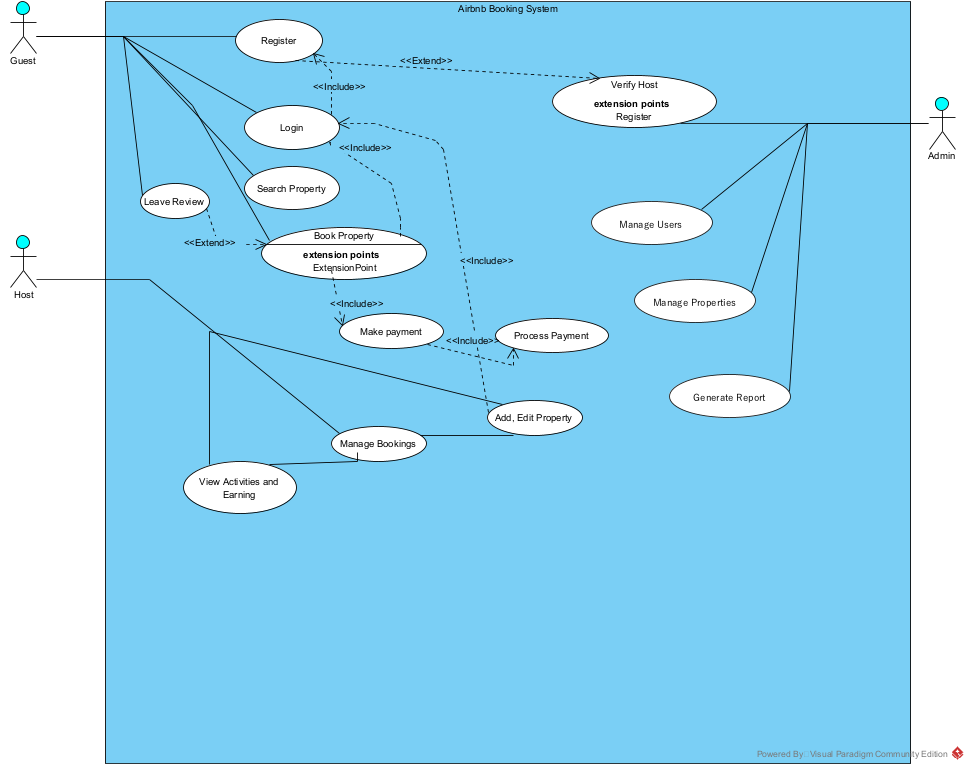 Airbnb Booking System
Guest
Register
<<Extend>>
<<Include>>
Verify Host
extension points
Register
Admin
Login
<<Include>>
Search Property
Leave Review
Manage Users
<<Extend>>
Book Property
extension points
ExtensionPoint
Host
<<Include>>
<<Include>>
Manage Properties
Make payment
<<Include>>
Process Payment
Generate Report
Add, Edit Property
Manage Bookings
View Activities and
Earning
Powered By Visual Paradigm Community Edition